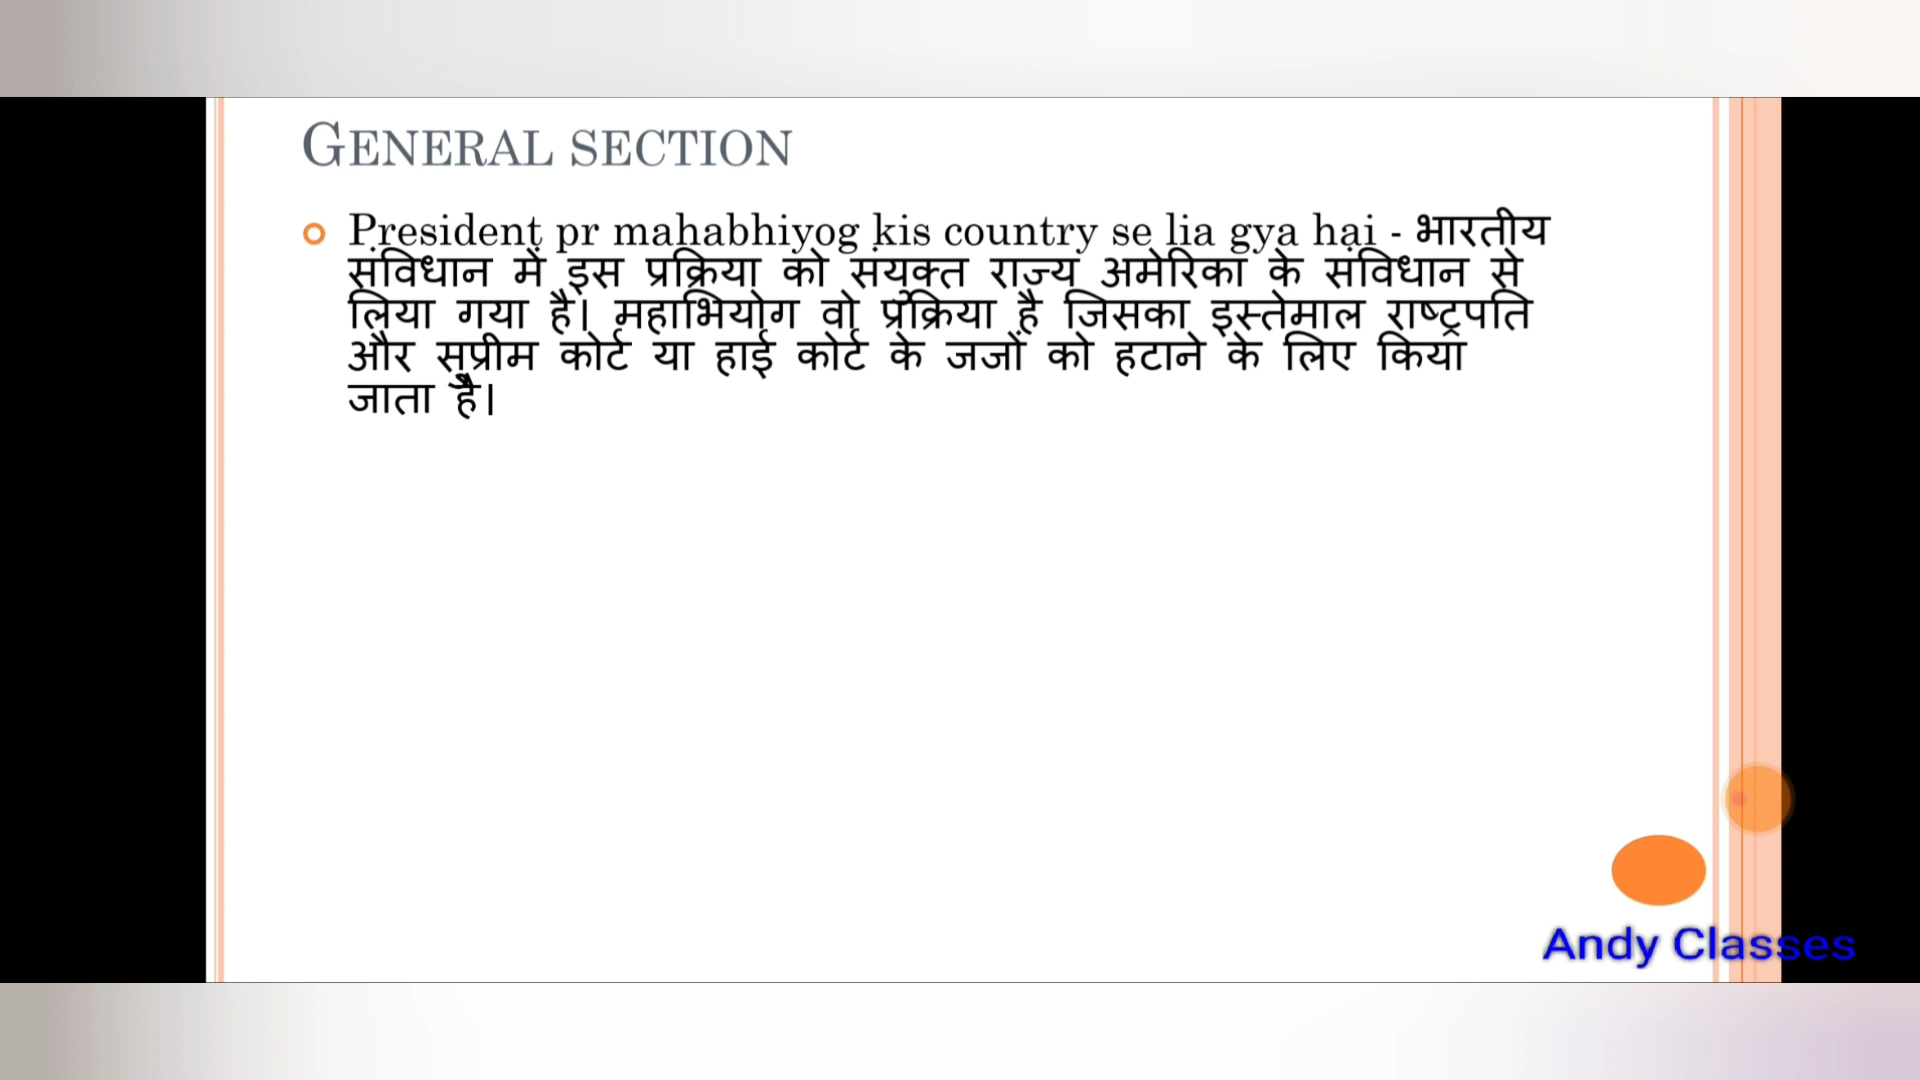 GENERAL SECTION
President pr mahabhiyog kis country se lia gya hai - भारतीय
संविधान में इस प्रक्रिया को संयुक्त राज्य अमेरिका के संविधान से
लिया गया है। महाभियोग वो प्रक्रिया है जिसका इस्तेमाल राष्ट्रपति
और सुप्रीम कोर्ट या हाई कोर्ट के जजों को हटाने के लिए किया
जाता है।
Andy Classes